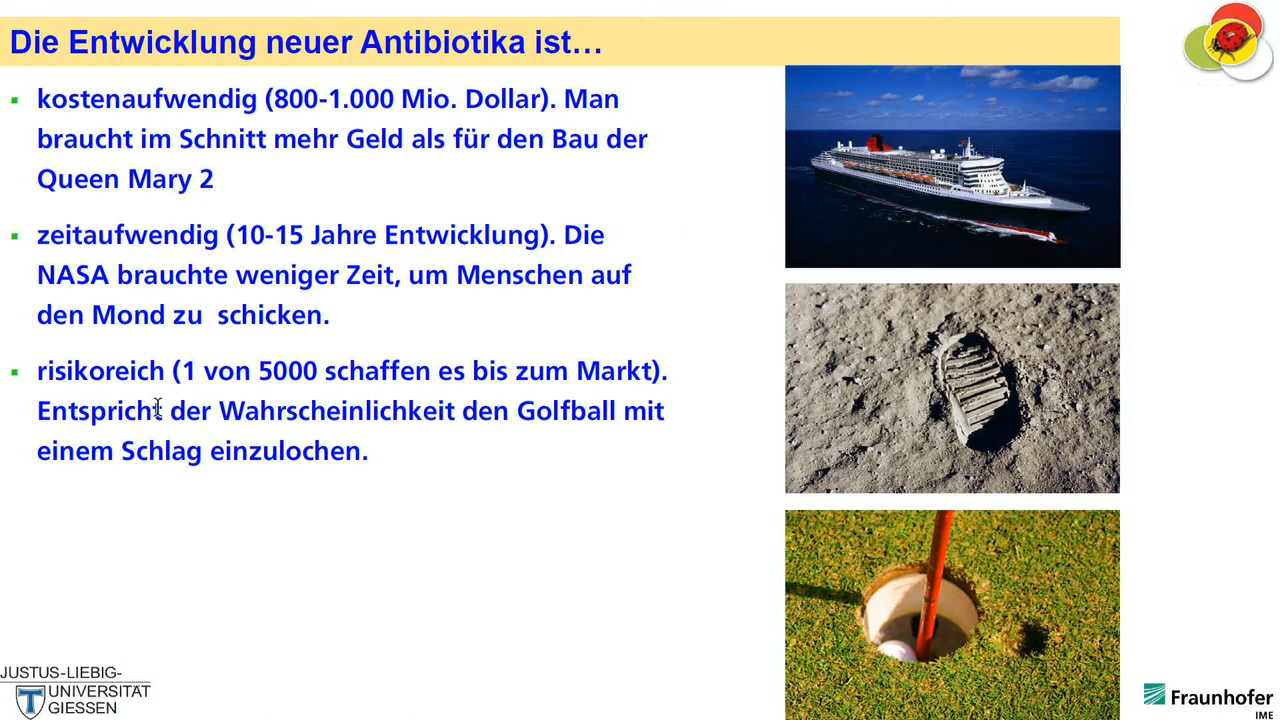 Die Entwicklung neuer Antibiotika ist…
kostenaufwendig (800-1.000 Mio. Dollar). Man
braucht im Schnitt mehr Geld als für den Bau der
Queen Mary 2
zeitaufwendig (10-15 Jahre Entwicklung). Die
NASA brauchte weniger Zeit, um Menschen auf
den Mond zu  schicken.
risikoreich (1 von 5000 schaffen es bis zum Markt).
Entspricht der Wahrscheinlichkeit den Golfball mit
einem Schlag einzulochen.
JUSTUS-LIEBIG-
UNIVERSITÄT
GIESSEN
Fraunhofer
IME